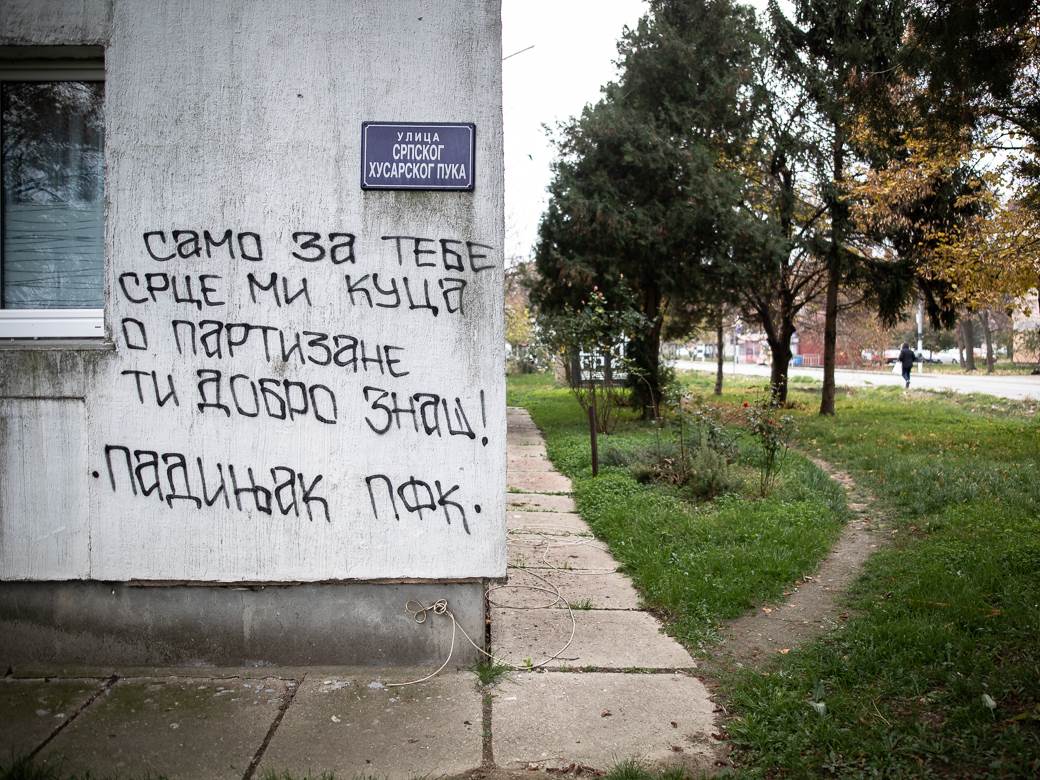 УЛИЦА
СРПСКОГ
ХУСАРСКОГ ПУКА
САМО ЗА ТЕБЕ
СРЦЕ МИ КУЦА
О ПАРТИЗАНЕ
ТИ ДОБРО ЗНАШ!
•ПАДИЊАК ПФК.